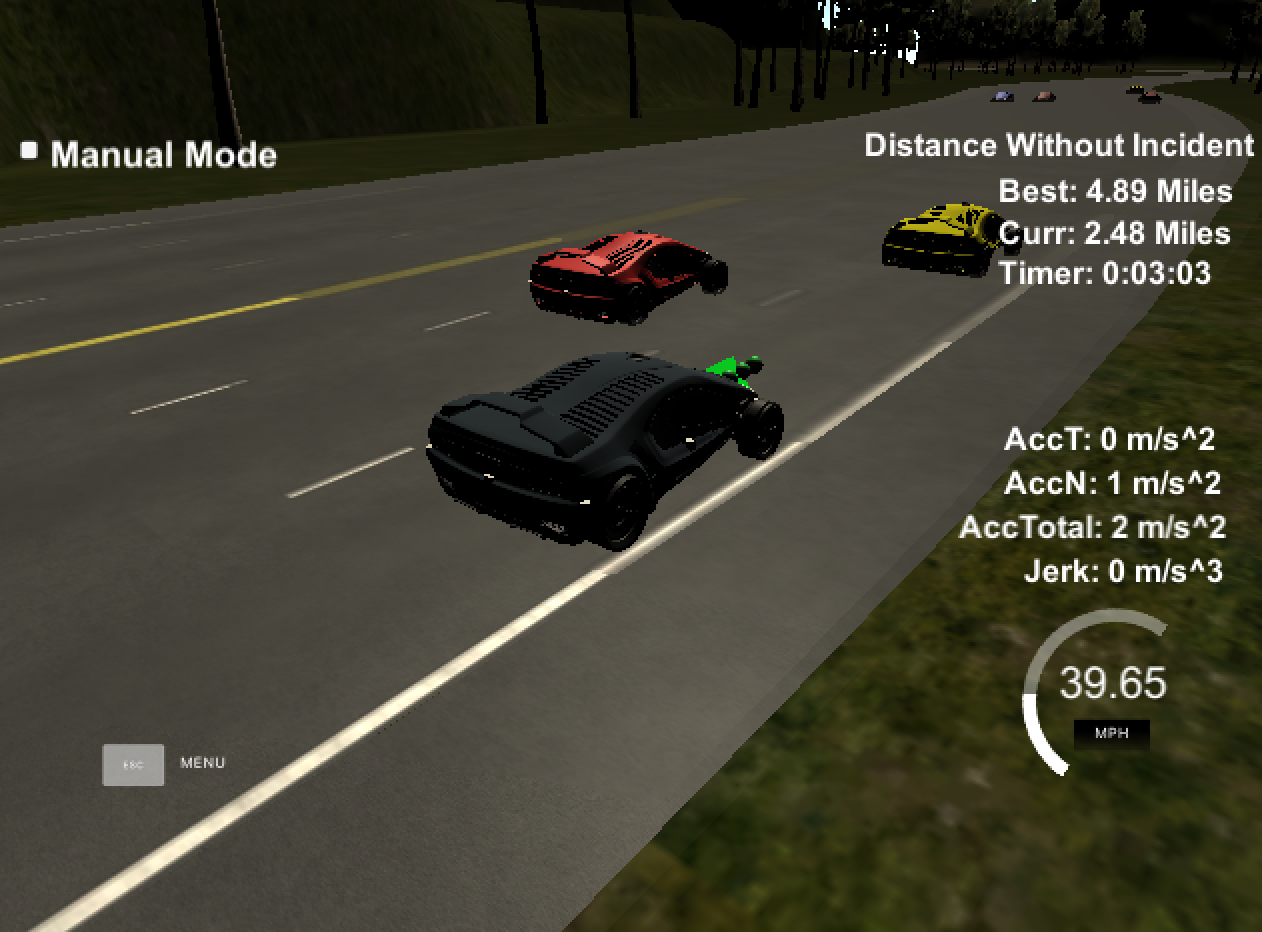 Manual Mode
Distance Without Incident
Best: 4.89 Miles
Curr: 2.48 Miles
Timer: 0:03:03
AccT: 0 m/s^2
AccN: 1 m/s^2
AccTotal: 2 m/s^2
Jerk: 0 m/s^3
39.65
MPH
ESC MENU